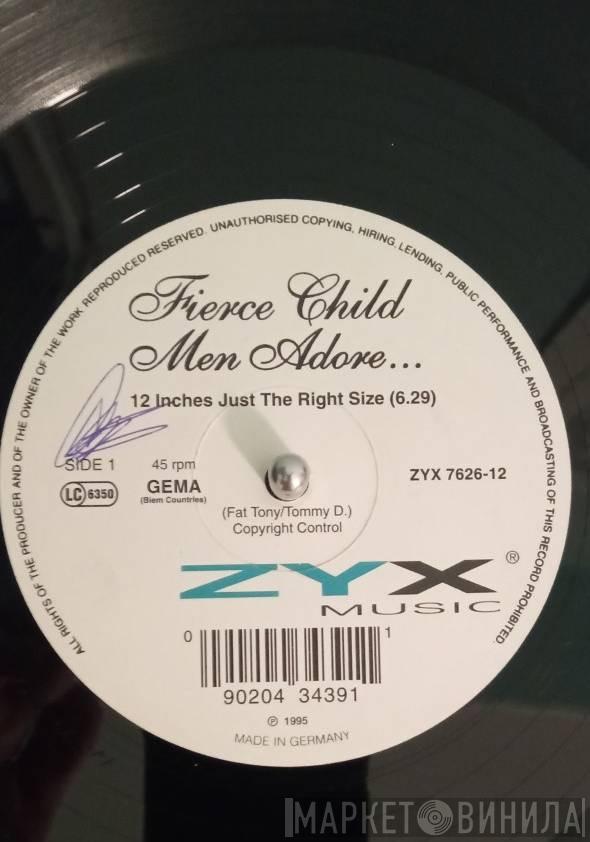 ALL RIGHTS OF THE PRODUCER AND OF THE OWNER OF THE WORK REPRODUCED RESERVED. UNAUTHORISED COPYING, HIRING, LENDING, PUBLIC PERFORMANCE AND BROADCASTING OF THIS RECORD PROHIBITED.
Fierce Child
Men Adore...
12 Inches Just The Right Size (6.29)
SIDE 1 45 rpm
ZYX 7626-12
LC 6350
GEMA
(Biem Countries)
(Fat Tony/Tommy D.)
Copyright Control
ZYX ®
MUSIC
0 90204 34391 1
℗ 1995
MADE IN GERMANY
МАРКЕТ ВИНИЛА